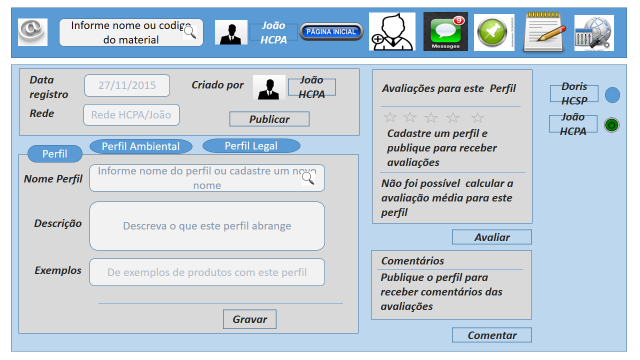 Informe nome ou codigo
do material
João
HCPA
PÁGINA INICIAL
9
Messages
Data
registro
27/11/2015
Criado por
João
HCPA
Rede
Rede HCPA/João
Publicar
Perfil
Perfil Ambiental
Perfil Legal
Nome Perfil
Informe nome do perfil ou cadastre um novo
nome
Descrição
Descreva o que este perfil abrange
Exemplos
De exemplos de produtos com este perfil
Gravar
Avaliações para este Perfil
Cadastre um perfil e
publique para receber
avaliações
Não foi possível calcular a
avaliação média para este
perfil
Avaliar
Comentários
Publique o perfil para
receber comentários das
avaliações
Comentar
Doris
HCSP
João
HCPA